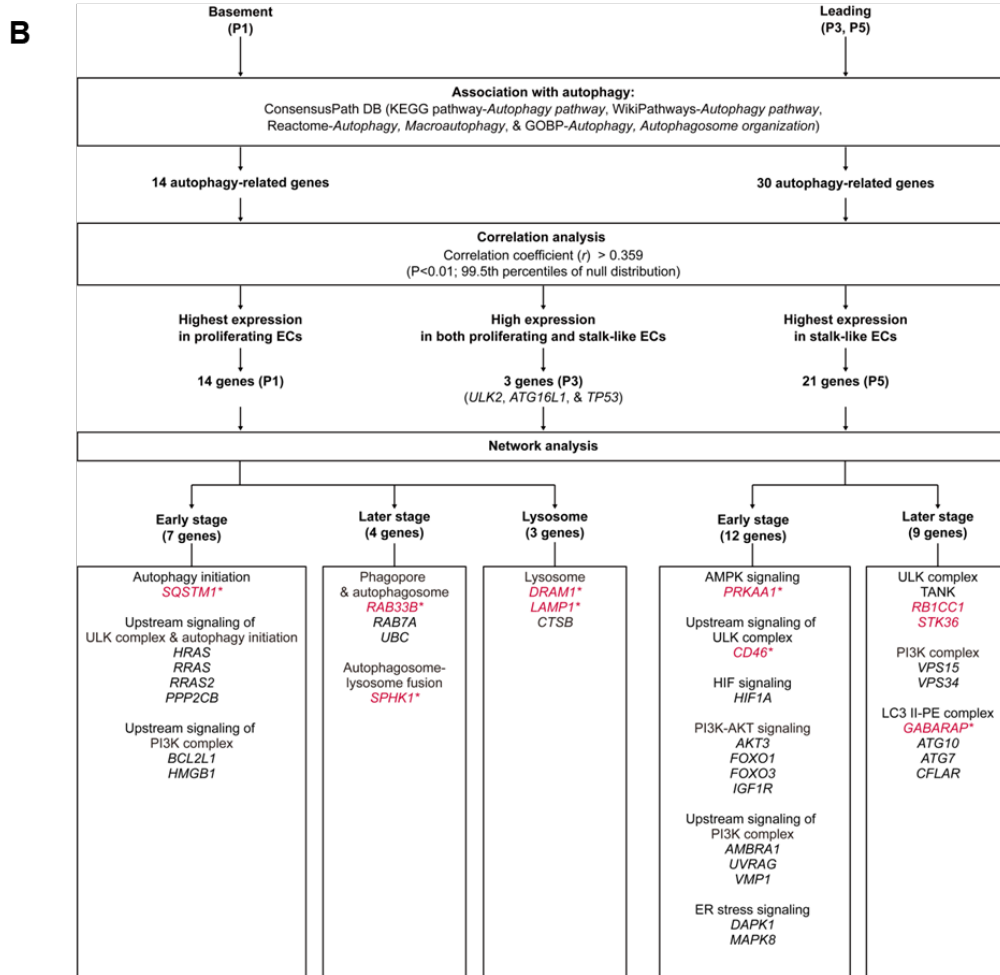 B
Basement
(P1)
Leading
(P3, P5)
Association with autophagy:
ConsensusPath DB (KEGG pathway-Autophagy pathway, WikiPathways-Autophagy pathway,
Reactome-Autophagy, Macroautophagy, & GOBP-Autophagy, Autophagosome organization)
14 autophagy-related genes
30 autophagy-related genes
Correlation analysis
Correlation coefficient (r) > 0.359
(P<0.01; 99.5th percentiles of null distribution)
Highest expression
in proliferating ECs
High expression
in both proliferating and stalk-like ECs
Highest expression
in stalk-like ECs
14 genes (P1)
3 genes (P3)
(ULK2, ATG16L1, & TP53)
21 genes (P5)
Network analysis
Early stage
(7 genes)
Later stage
(4 genes)
Lysosome
(3 genes)
Early stage
(12 genes)
Later stage
(9 genes)
Autophagy initiation
SQSTM1*
Upstream signaling of
ULK complex & autophagy initiation
HRAS
RRAS
RRAS2
PPP2CB
Upstream signaling of
PI3K complex
BCL2L1
HMGB1
Phagopore
& autophagosome
RAB33B*
RAB7A
UBC
Autophagosome-
lysosome fusion
SPHK1*
Lysosome
DRAM1*
LAMP1*
CTSB
AMPK signaling
PRKAA1*
Upstream signaling of
ULK complex
CD46*
HIF signaling
HIF1A
PI3K-AKT signaling
AKT3
FOXO1
FOXO3
IGF1R
Upstream signaling of
PI3K complex
AMBRA1
UVRAG
VMP1
ER stress signaling
DAPK1
MAPK8
ULK complex
TANK
RB1CC1
STK36
PI3K complex
VPS15
VPS34
LC3 II-PE complex
GABARAP*
ATG10
ATG7
CFLAR